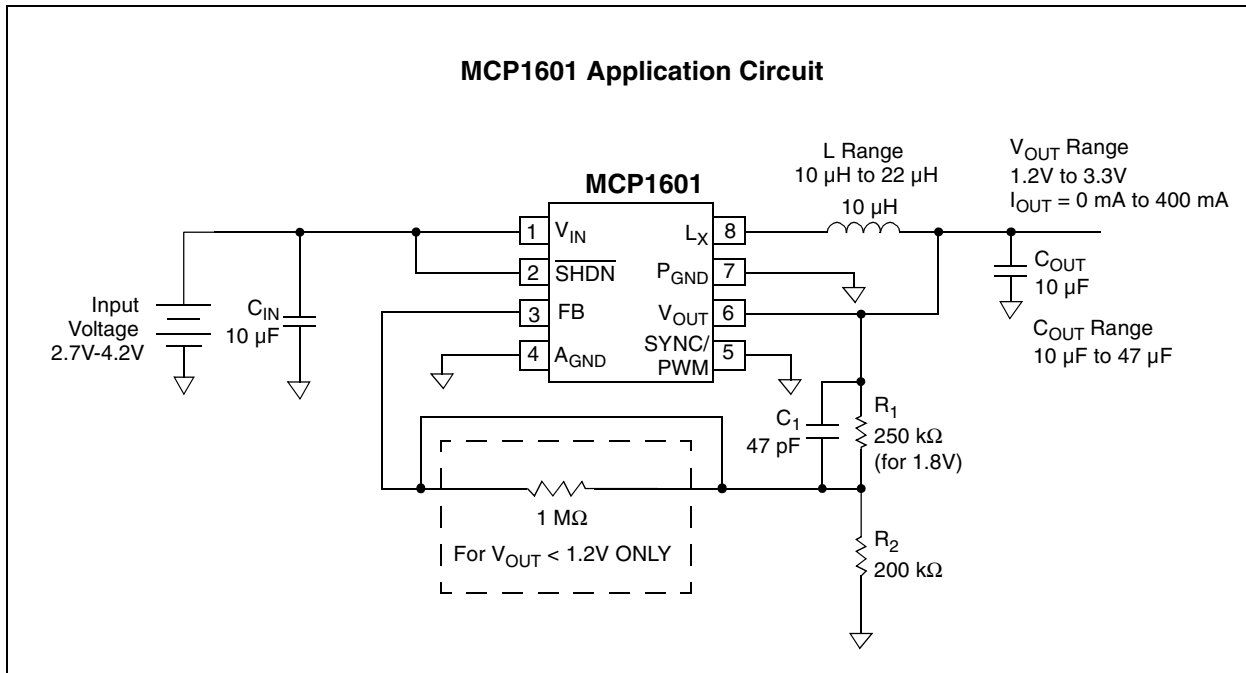 MCP1601 Application Circuit
MCP1601
L Range
10 µH to 22 µH
10 µH
VOUT Range
1.2V to 3.3V
IOUT = 0 mA to 400 mA
1 VIN
2 SHDN
3 FB
4 AGND
LX 8
PGND 7
VOUT 6
SYNC/
PWM 5
Input
Voltage
2.7V-4.2V
CIN
10 µF
COUT
10 µF
COUT Range
10 µF to 47 µF
C1
47 pF
R1
250 kΩ
(for 1.8V)
1 MΩ
For VOUT < 1.2V ONLY
R2
200 kΩ